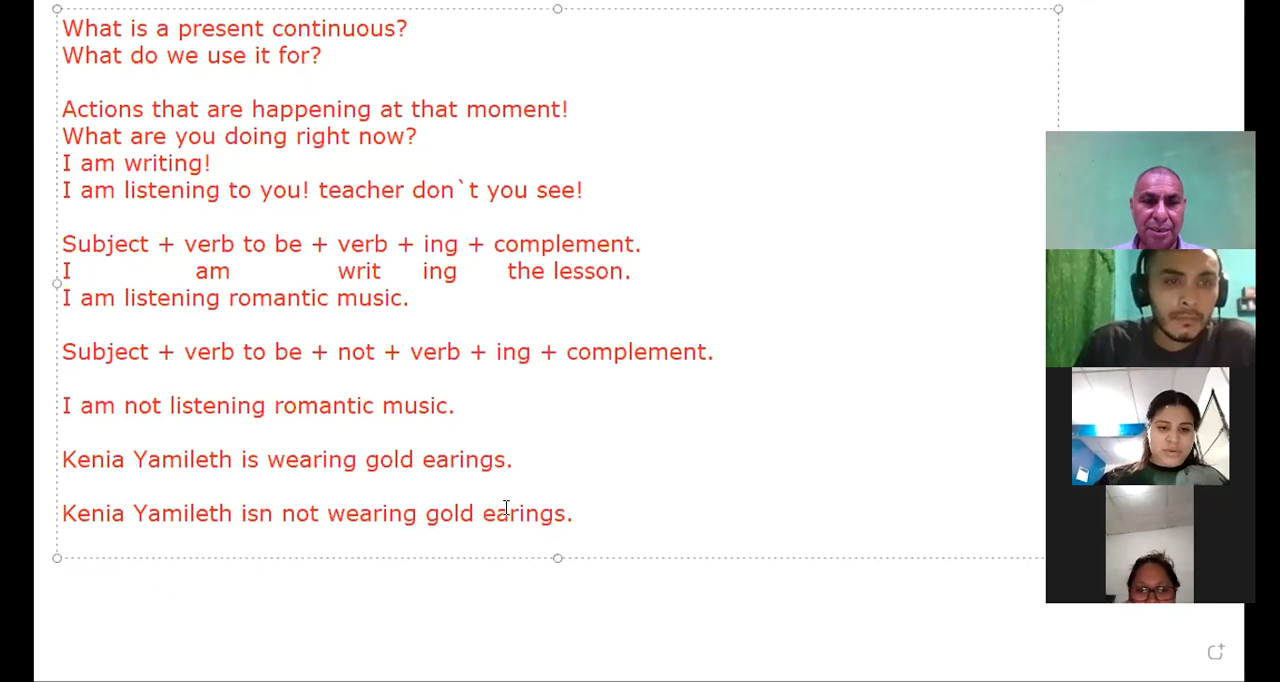 What is a present continuous?
What do we use it for?
Actions that are happening at that moment!
What are you doing right now?
I am writing!
I am listening to you! teacher don`t you see!
Subject + verb to be + verb + ing + complement.
I am writ ing the lesson.
I am listening romantic music.
Subject + verb to be + not + verb + ing + complement.
I am not listening romantic music.
Kenia Yamileth is wearing gold earings.
Kenia Yamileth isn not wearing gold earings.